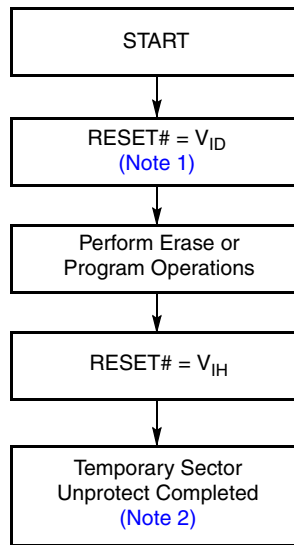 START
RESET# = VID
(Note 1)
Perform Erase or
Program Operations
RESET# = VIH
Temporary Sector
Unprotect Completed
(Note 2)